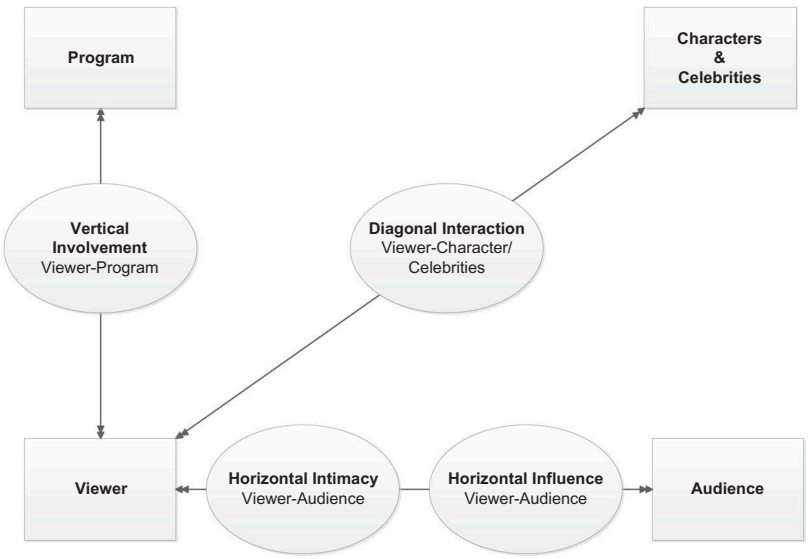 Program
Characters
&
Celebrities
Vertical
Involvement
Viewer-Program
Diagonal Interaction
Viewer-Character/
Celebrities
Viewer
Horizontal Intimacy
Viewer-Audience
Horizontal Influence
Viewer-Audience
Audience